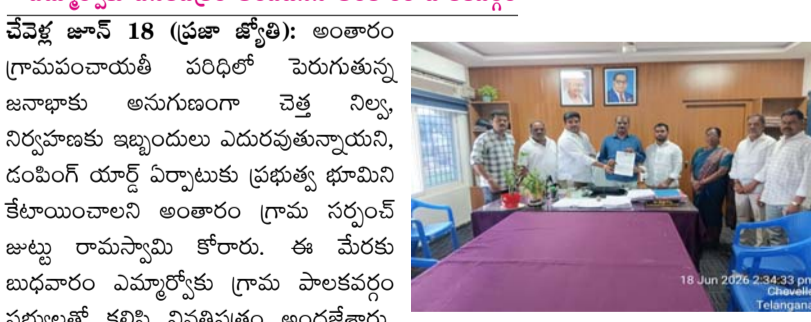 చేవెళ్ల జూన్ 18 (ప్రజా జ్యోతి): అంతారం
గ్రామపంచాయతీ పరిధిలో పెరుగుతున్న
జనాభాకు అనుగుణంగా చెత్త నిల్వ,
నిర్వహణకు ఇబ్బందులు ఎదురవుతున్నాయని,
డంపింగ్ యార్డ్ ఏర్పాటుకు ప్రభుత్వ భూమిని
కేటాయించాలని అంతారం గ్రామ సర్పంచ్
జుట్టు రామస్వామి కోరారు. ఈ మేరకు
బుధవారం ఎమ్మార్వోకు గ్రామ పాలకవర్గం
18 Jun 2026 2:34:33 pm
Chevelle
Telangana